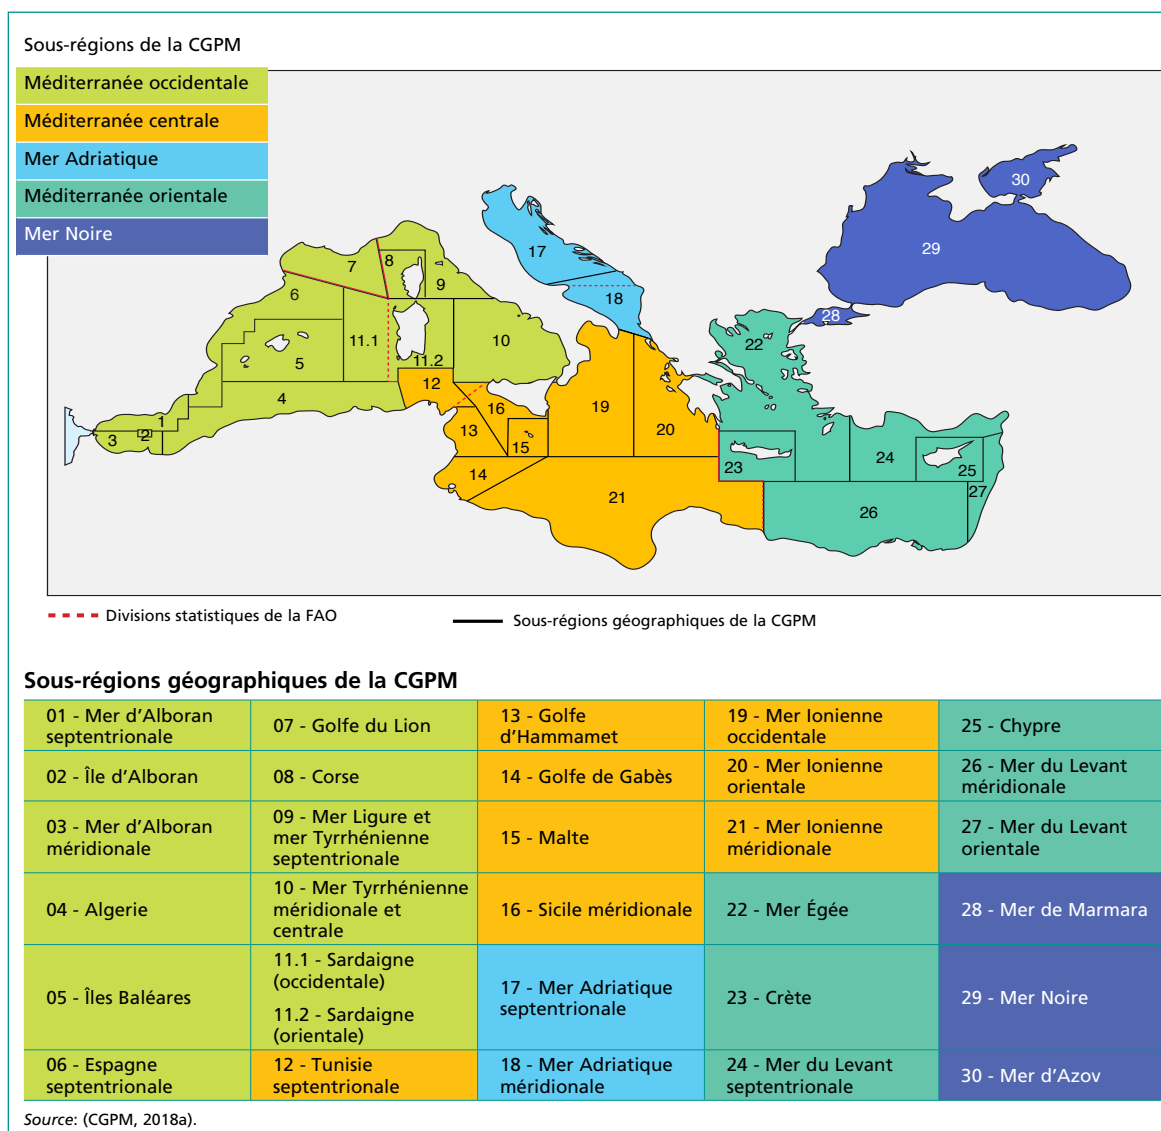 Sous-régions de la CGPM
Méditerranée occidentale
Méditerranée centrale
Mer Adriatique
Méditerranée orientale
Mer Noire
30
17
29
7
8
9
6
18
28
22
11.1
10
5
11.2
12
4
16
19
1
3
2
13
20
15
24
23
25
14
27
21
26
Divisions statistiques de la FAO
Sous-régions géographiques de la CGPM
Sous-régions géographiques de la CGPM
01 - Mer d’Alboran
septentrionale
07 - Golfe du Lion
13 - Golfe
d’Hammamet
19 - Mer Ionienne
occidentale
25 - Chypre
02 - Île d’Alboran
08 - Corse
14 - Golfe de Gabès
20 - Mer Ionienne
orientale
26 - Mer du Levant
méridionale
03 - Mer d’Alboran
méridionale
09 - Mer Ligure et
mer Tyrrhénienne
septentrionale
15 - Malte
21 - Mer Ionienne
méridionale
27 - Mer du Levant
orientale
04 - Algerie
10 - Mer Tyrrhénienne
méridionale et
centrale
16 - Sicile méridionale
22 - Mer Égée
28 - Mer de Marmara
05 - Îles Baléares
11.1 - Sardaigne
(occidentale)
11.2 - Sardaigne
(orientale)
17 - Mer Adriatique
septentrionale
23 - Crète
29 - Mer Noire
06 - Espagne
septentrionale
12 - Tunisie
septentrionale
18 - Mer Adriatique
méridionale
24 - Mer du Levant
septentrionale
30 - Mer d’Azov
Source: (CGPM, 2018a).